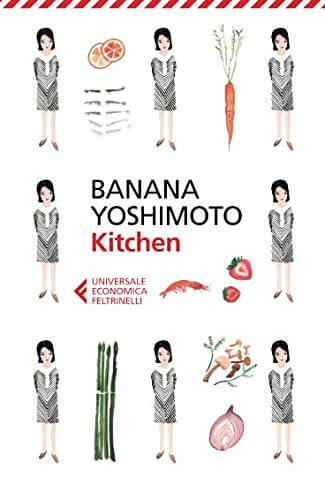 BANANA
YOSHIMOTO
Kitchen
UNIVERSALE
ECONOMICA
FELTRINELLI